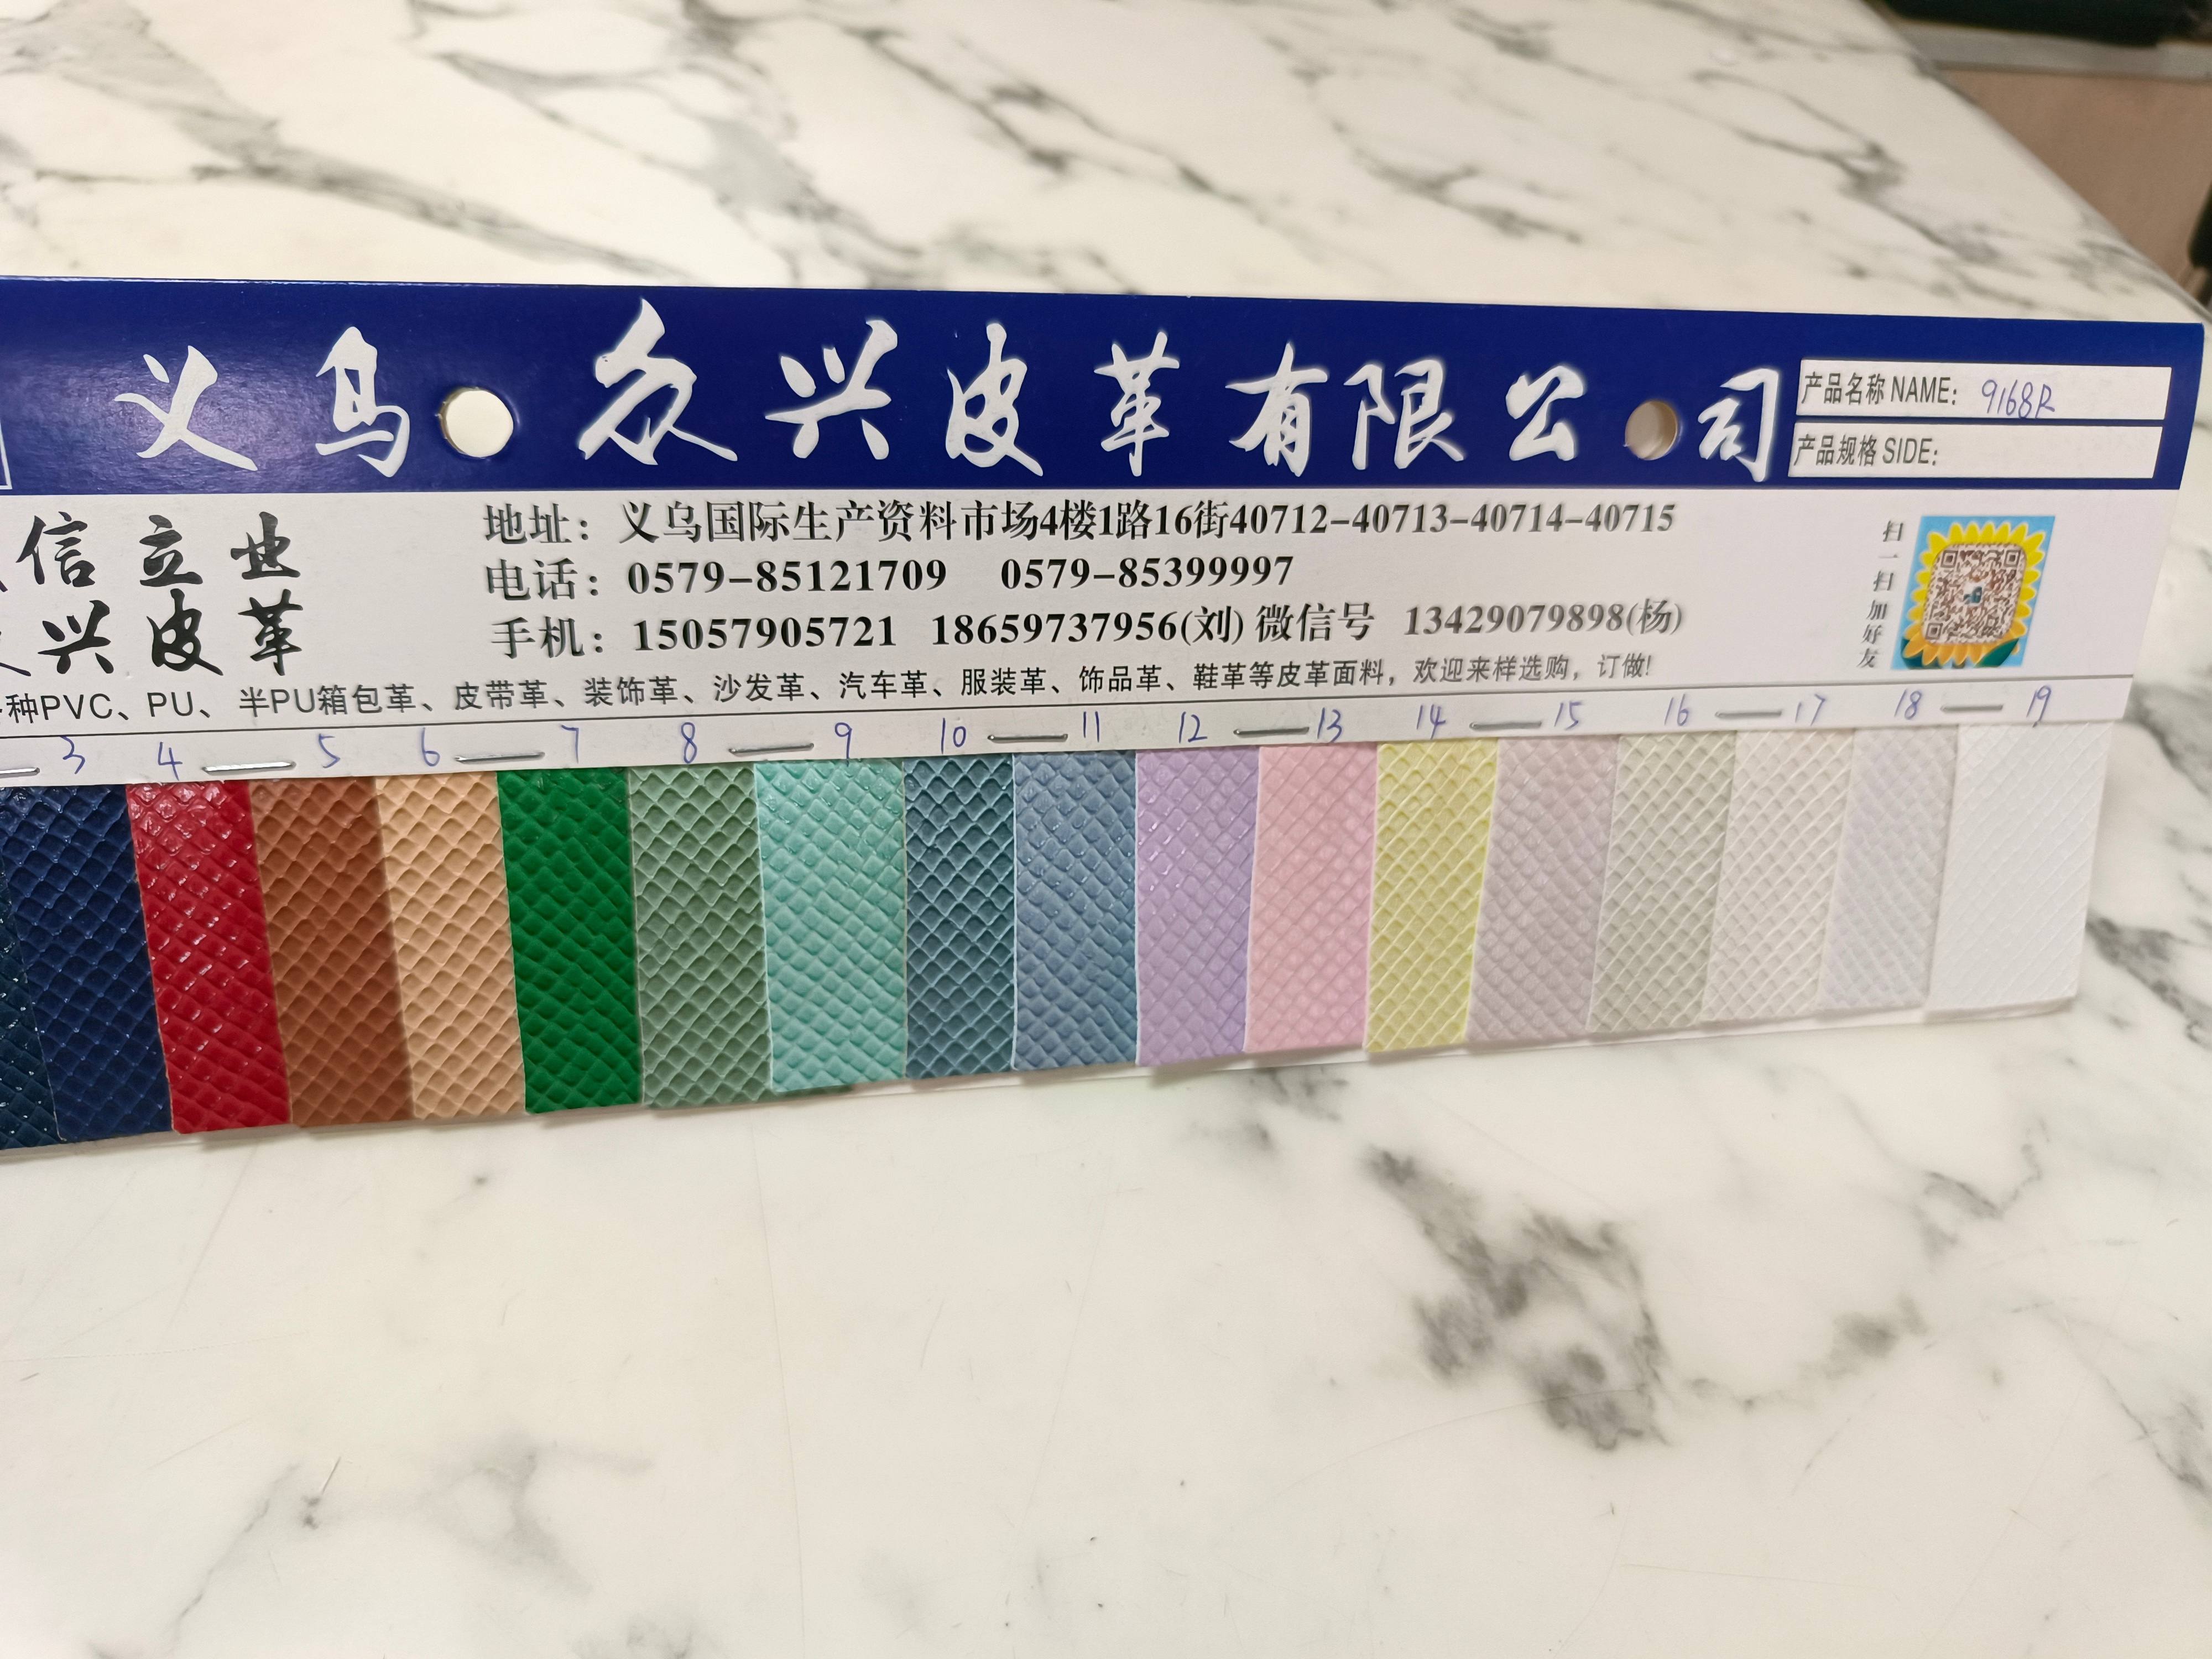 义乌众兴皮革有限公司
产品名称 NAME: 9168R
产品规格 SIDE:
信立业
兴皮革
地址: 义乌国际生产资料市场4楼1路16街40712-40713-40714-40715
电话: 0579-85121709 0579-85399997
手机: 15057905721 18659737956(刘) 微信号 13429079898(杨)
扫一扫加好友
种PVC、PU、半PU箱包革、皮带革、装饰革、沙发革、汽车革、服装革、饰品革、鞋革等皮革面料,欢迎来样选购,订做!
3 4 5 6 7 8 9 10 11 12 13 14 15 16 17 18 19